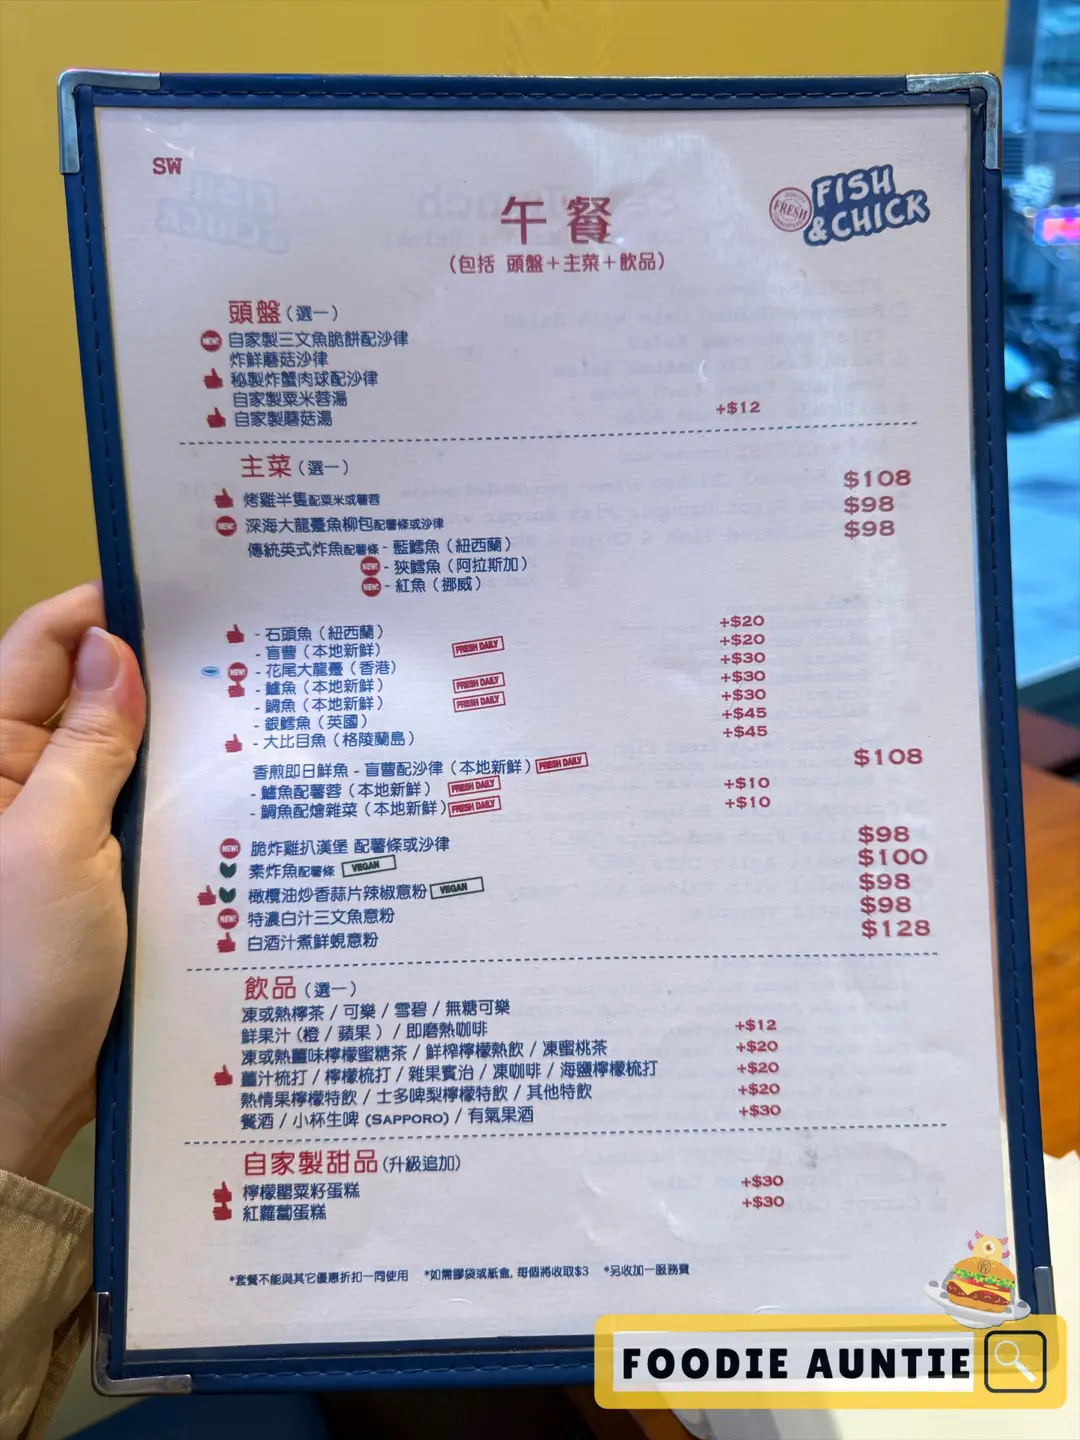 SW
FRESH
FISH
&CHICK
午餐
(包括 頭盤+主菜+飲品)
頭盤(選一)
NEW! 自家製三文魚脆餅配沙律
炸鮮蘑菇沙律
秘製炸蟹肉球配沙律
自家製粟米蓉湯
自家製蘑菇湯 +$12
主菜(選一)
烤雞半隻配粟米或薯蓉 $108
NEW! 深海大龍躉魚柳包配薯條或沙律 $98
傳統英式炸魚配薯條 - 藍鱈魚(紐西蘭) $98
NEW! - 狹鱈魚(阿拉斯加)
NEW! - 紅魚(挪威)
- 石頭魚(紐西蘭) +$20
- 盲曹(本地新鮮) FRESH DAILY +$20
NEW! - 花尾大龍躉(香港) +$30
- 鱸魚(本地新鮮) FRESH DAILY +$30
- 鯛魚(本地新鮮) FRESH DAILY +$30
- 銀鱈魚(英國) +$45
- 大比目魚(格陵蘭島) +$45
香煎即日鮮魚 - 盲曹配沙律(本地新鮮) FRESH DAILY $108
- 鱸魚配薯蓉(本地新鮮) FRESH DAILY +$10
- 鯛魚配燴雜菜(本地新鮮) FRESH DAILY +$10
NEW! 脆炸雞扒漢堡 配薯條或沙律 $98
素炸魚配薯條 VEGAN $100
橄欖油炒香蒜片辣椒意粉 VEGAN $98
NEW! 特濃白汁三文魚意粉 $98
白酒汁煮鮮蜆意粉 $128
飲品(選一)
凍或熱檸茶 / 可樂 / 雪碧 / 無糖可樂
鮮果汁(橙 / 蘋果) / 即磨熱咖啡 +$12
凍或熱薑味檸檬蜜糖茶 / 鮮榨檸檬熱飲 / 凍蜜桃茶 +$20
薑汁梳打 / 檸檬梳打 / 雜果賓治 / 凍咖啡 / 海鹽檸檬梳打 +$20
熱情果檸檬特飲 / 士多啤梨檸檬特飲 / 其他特飲 +$20
餐酒 / 小杯生啤 (SAPPORO) / 有氣果酒 +$30
自家製甜品(升級追加)
檸檬罌粟籽蛋糕 +$30
紅蘿蔔蛋糕 +$30
*套餐不能與其它優惠折扣一同使用 *如需膠袋或紙盒, 每個將收取$3 *另收加一服務費
FOODIE AUNTIE